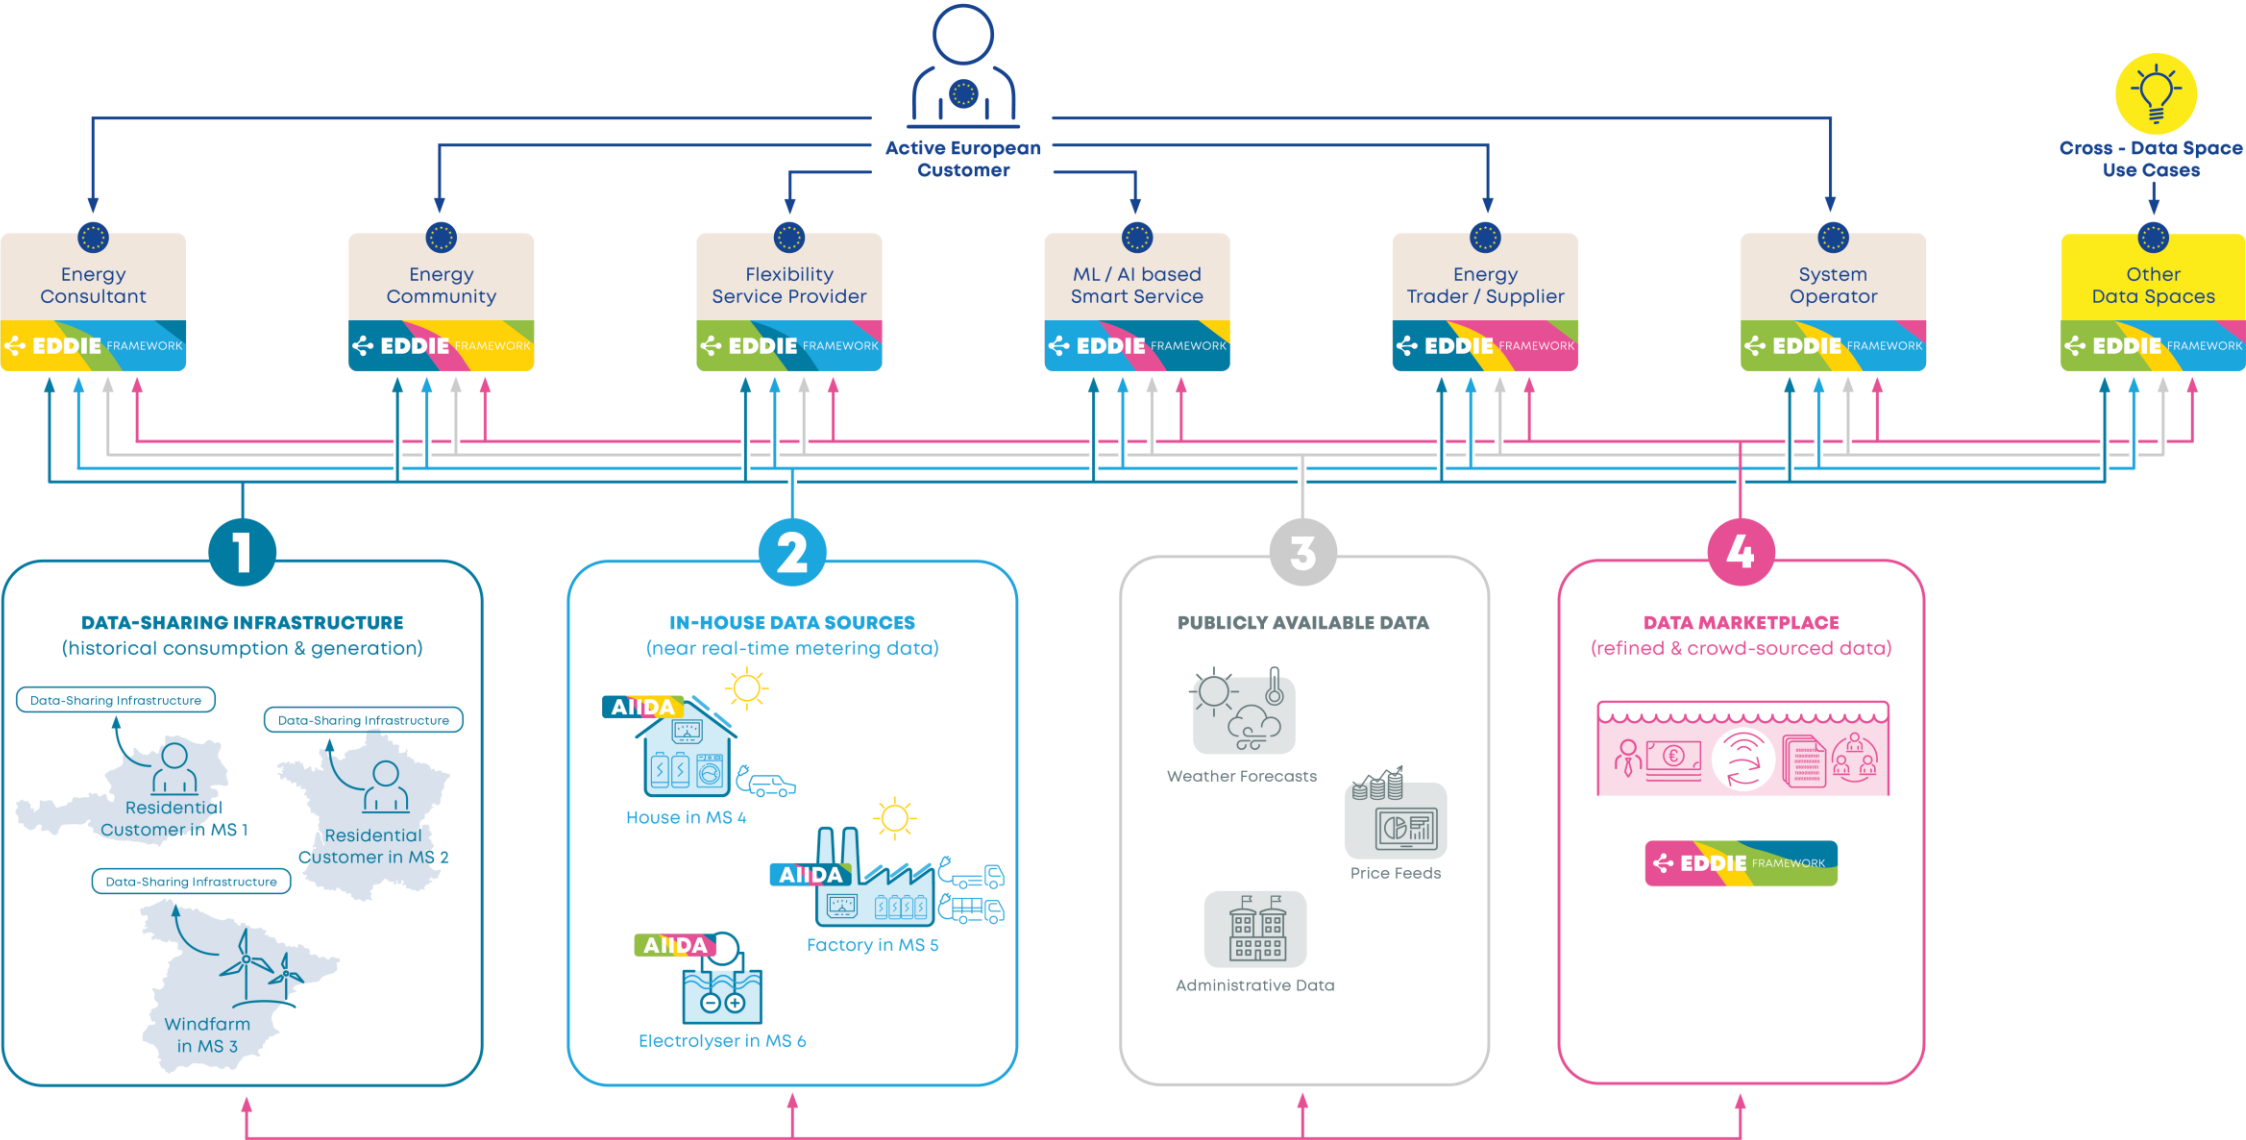 Active European
Customer
Cross - Data Space
Use Cases
Energy
Consultant
EDDIE FRAMEWORK
Energy
Community
EDDIE FRAMEWORK
Flexibility
Service Provider
EDDIE FRAMEWORK
ML / AI based
Smart Service
EDDIE FRAMEWORK
Energy
Trader / Supplier
EDDIE FRAMEWORK
System
Operator
EDDIE FRAMEWORK
Other
Data Spaces
EDDIE FRAMEWORK
1
DATA-SHARING INFRASTRUCTURE
(historical consumption & generation)
Data-Sharing Infrastructure
Residential
Customer in MS 1
Data-Sharing Infrastructure
Residential
Customer in MS 2
Data-Sharing Infrastructure
Windfarm
in MS 3
2
IN-HOUSE DATA SOURCES
(near real-time metering data)
AIIDA
House in MS 4
AIIDA
Factory in MS 5
AIIDA
Electrolyser in MS 6
3
PUBLICLY AVAILABLE DATA
Weather Forecasts
Price Feeds
Administrative Data
4
DATA MARKETPLACE
(refined & crowd-sourced data)
€
EDDIE FRAMEWORK